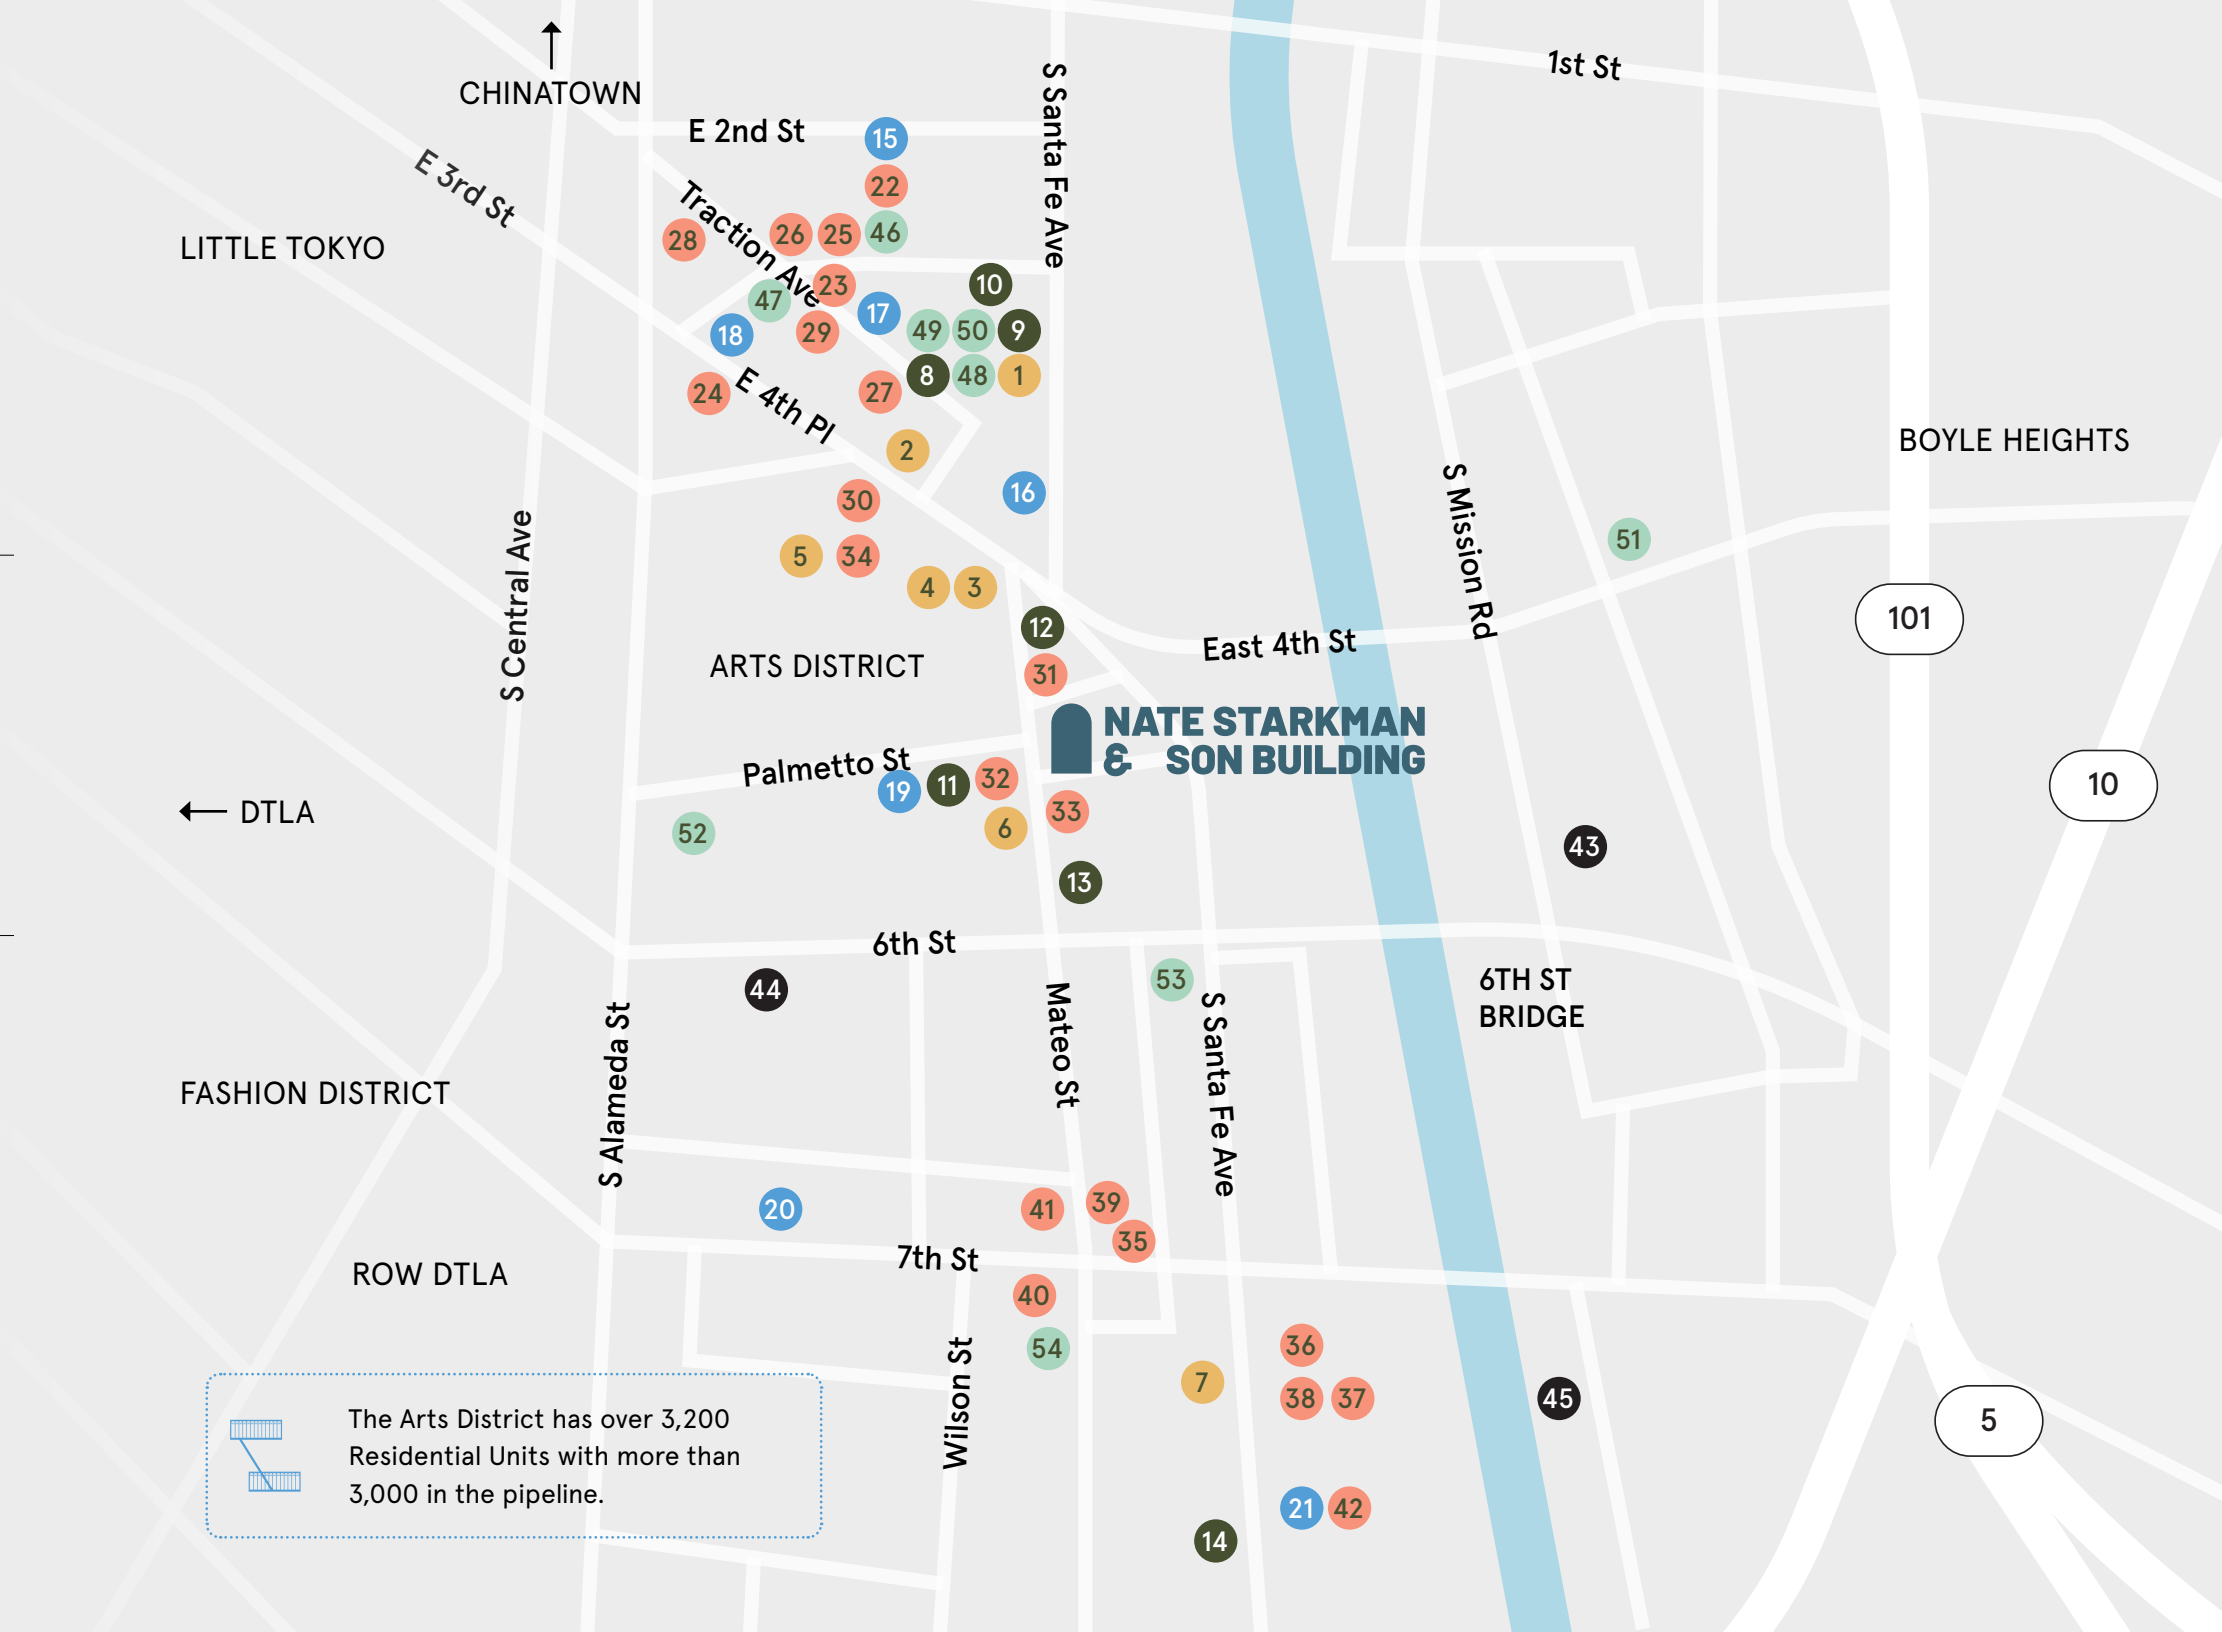 CHINATOWN
1st St
S Santa Fe Ave
E 2nd St
15
E 3rd St
22
Traction Ave
28
26
25
46
LITTLE TOKYO
10
23
47
17
18
29
49
50
9
8
48
1
24
E 4th Pl
27
2
BOYLE HEIGHTS
16
30
S Mission Rd
51
5
34
4
3
S Central Ave
101
12
East 4th St
ARTS DISTRICT
31
NATE STARKMAN
& SON BUILDING
Palmetto St
19
11
32
10
DTLA
33
6
52
43
13
6th St
44
53
6TH ST
BRIDGE
Mateo St
S Santa Fe Ave
S Alameda St
FASHION DISTRICT
20
41
39
35
7th St
ROW DTLA
40
54
36
7
38
37
45
5
Wilson St
The Arts District has over 3,200
Residential Units with more than
3,000 in the pipeline.
21
42
14